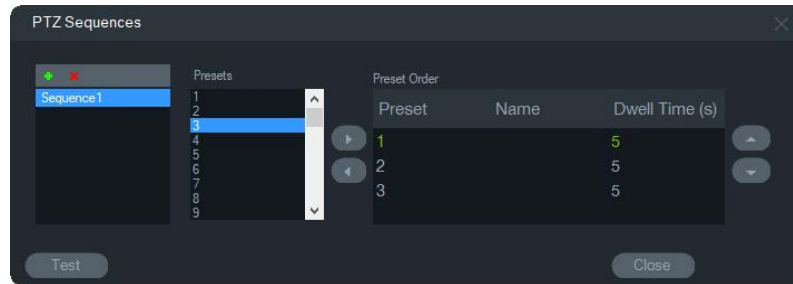 PTZ Sequences
Sequence1
Presets
1
2
3
4
5
6
7
8
9
Preset Order
Preset Name Dwell Time (s)
1 5
2 5
3 5
Test
Close